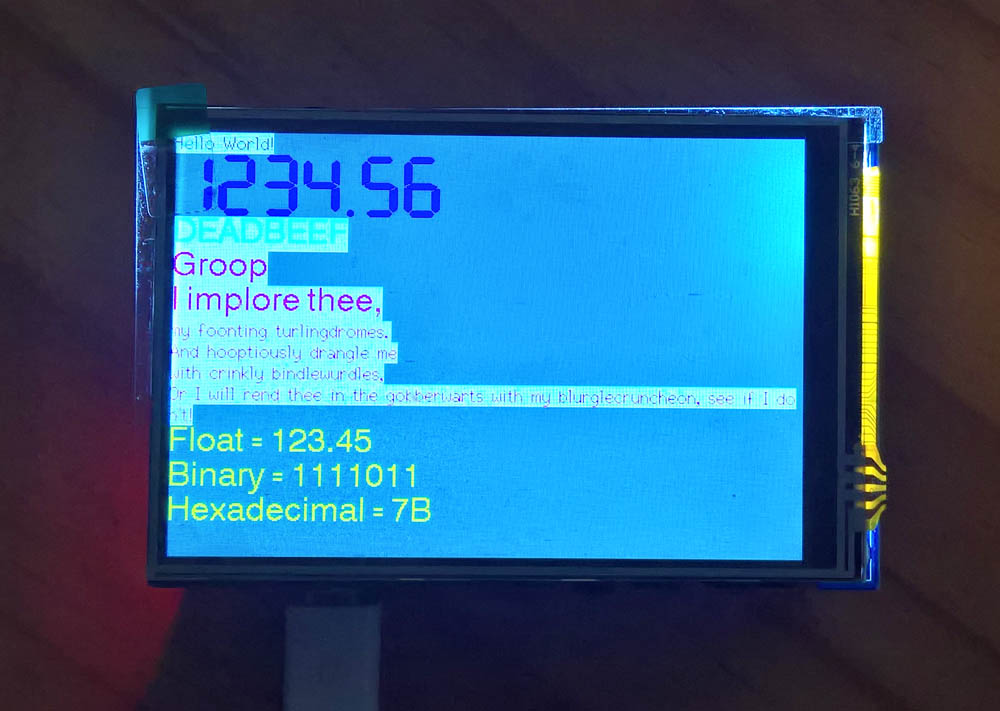 Hello World!
1234.56
DEADBEEF
Groop
I implore thee,
my foonting turlingdromes.
And hooptiously drangle me
with crinkly bindlewurdles,
Or I will rend thee in the gobberwarts with my blurglecruncheon, see if I do
n't!
Float = 123.45
Binary = 1111011
Hexadecimal = 7B